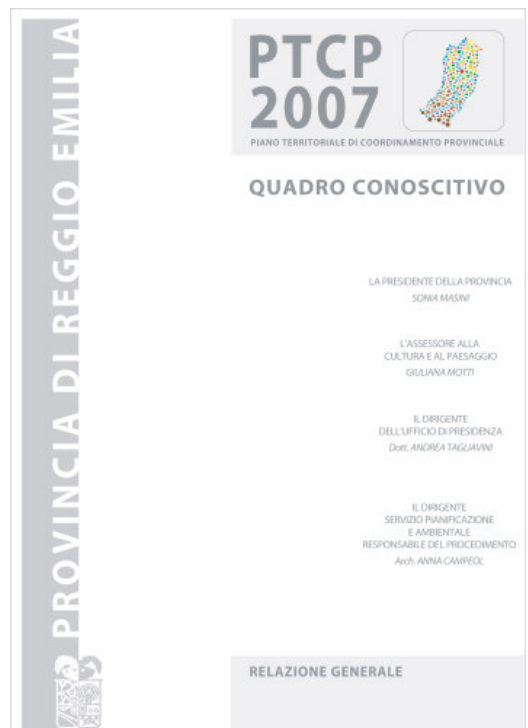 PROVINCIA DI REGGIO EMILIA
PTCP
2007
PIANO TERRITORIALE DI COORDINAMENTO PROVINCIALE
QUADRO CONOSCITIVO
LA PRESIDENTE DELLA PROVINCIA
SONIA MASINI
L'ASSESSORE ALLA
CULTURA E AL PAESAGGIO
GIULIANA MOTTI
IL DIRIGENTE
DELL'UFFICIO DI PRESIDENZA
Dott. ANDREA TAGLIAVINI
IL DIRIGENTE
SERVIZIO PIANIFICAZIONE
E AMBIENTALE
RESPONSABILE DEL PROCEDIMENTO
Arch. ANNA CAMPEOL
RELAZIONE GENERALE